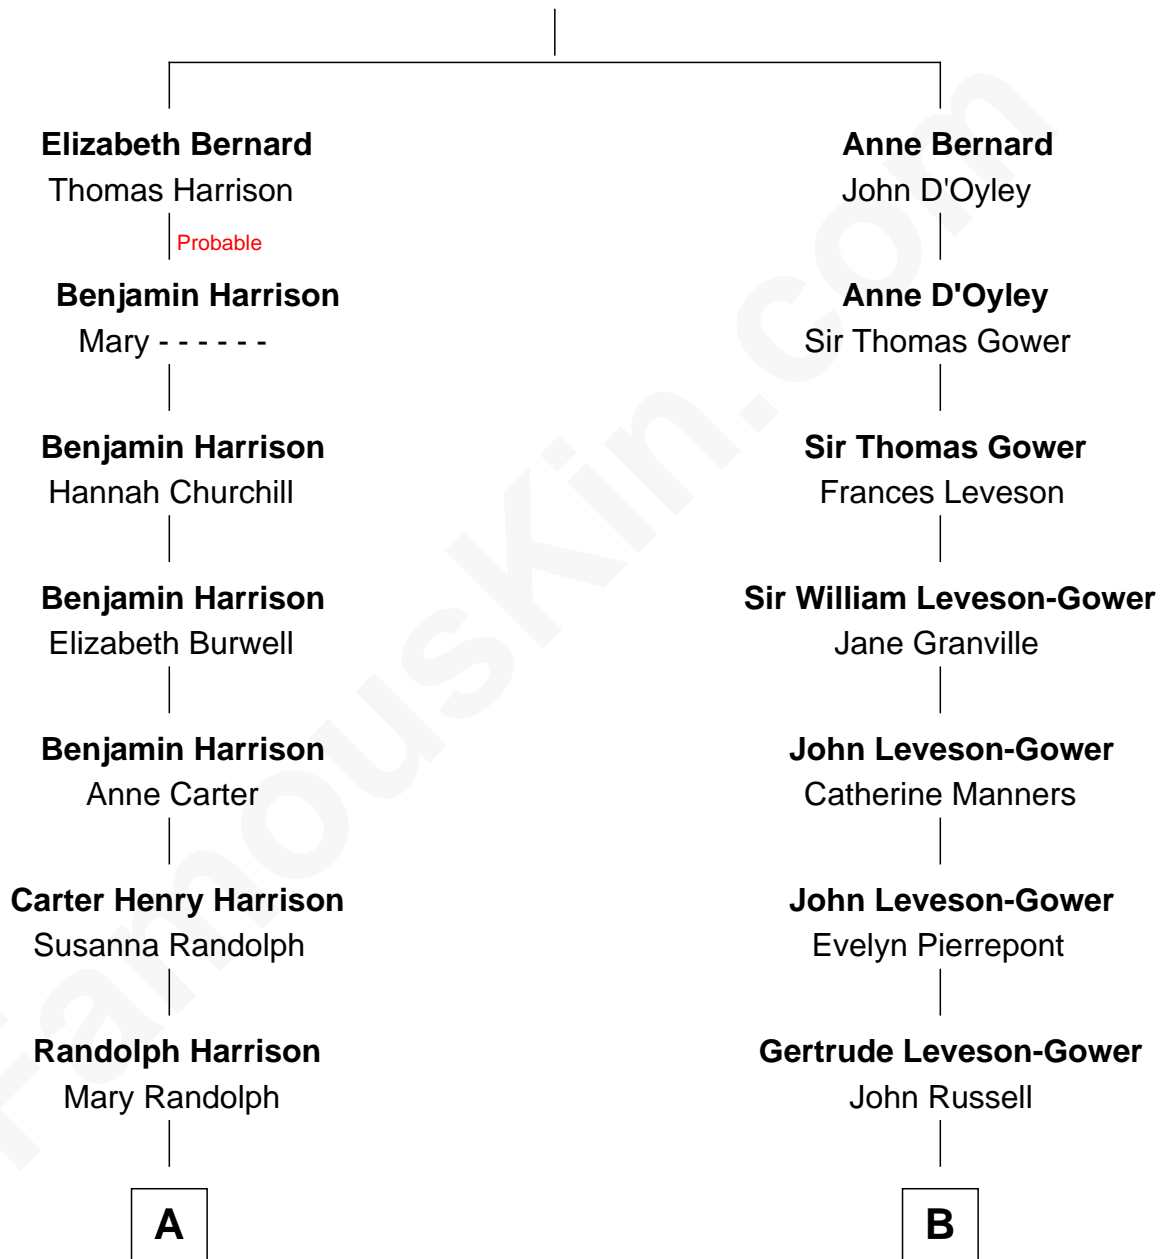 Elizabeth Bernard
Thomas Harrison
Probable
Benjamin Harrison
Mary - - - - - -
Benjamin Harrison
Hannah Churchill
Benjamin Harrison
Elizabeth Burwell
Benjamin Harrison
Anne Carter
Carter Henry Harrison
Susanna Randolph
Randolph Harrison
Mary Randolph
A
Anne Bernard
John D'Oyley
Anne D'Oyley
Sir Thomas Gower
Sir Thomas Gower
Frances Leveson
Sir William Leveson-Gower
Jane Granville
John Leveson-Gower
Catherine Manners
John Leveson-Gower
Evelyn Pierrepont
Gertrude Leveson-Gower
John Russell
B
FamousKin.com